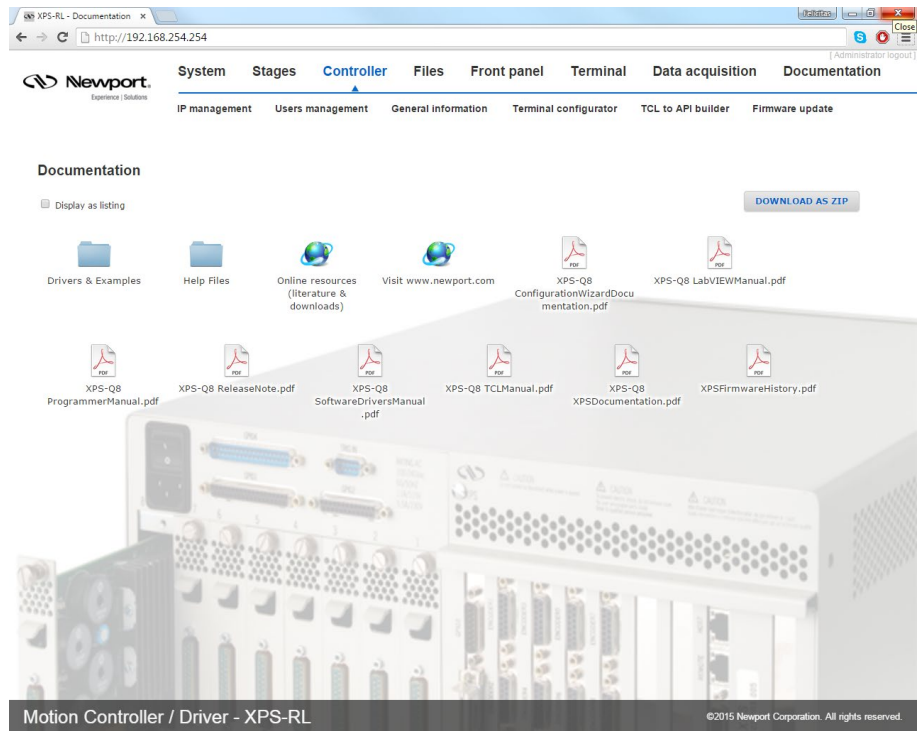 XPS-RL - Documentation
Felicitas
Close
http://192.168.254.254
[ Administrator logout ]
Newport.
Experience | Solutions
System Stages Controller Files Front panel Terminal Data acquisition Documentation
IP management Users management General information Terminal configurator TCL to API builder Firmware update
Documentation
Display as listing
DOWNLOAD AS ZIP
Drivers & Examples
Help Files
Online resources
(literature &
downloads)
Visit www.newport.com
XPS-Q8
ConfigurationWizardDocu
mentation.pdf
XPS-Q8 LabVIEWManual.pdf
XPS-Q8
ProgrammerManual.pdf
XPS-Q8 ReleaseNote.pdf
XPS-Q8
SoftwareDriversManual
.pdf
XPS-Q8 TCLManual.pdf
XPS-Q8
XPSDocumentation.pdf
XPSFirmwareHistory.pdf
CAUTION
CAUTION
CAUTION
Motion Controller / Driver - XPS-RL
©2015 Newport Corporation. All rights reserved.